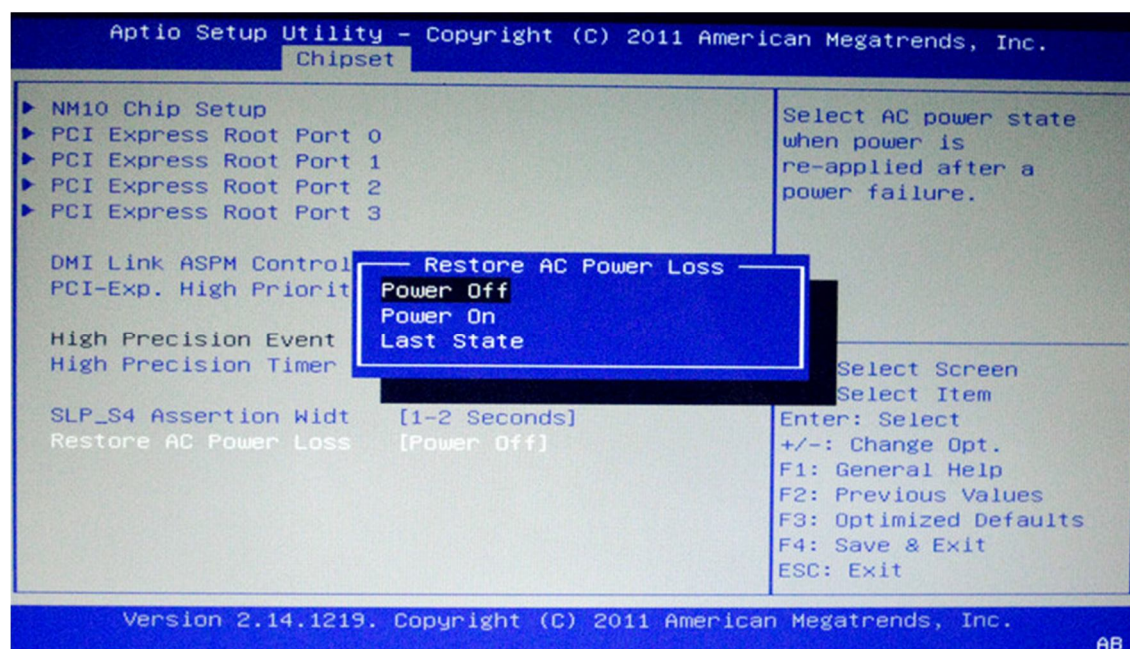 Aptio Setup Utility – Copyright (C) 2011 American Megatrends, Inc.
Chipset
NM10 Chip Setup
PCI Express Root Port 0
PCI Express Root Port 1
PCI Express Root Port 2
PCI Express Root Port 3
DMI Link ASPM Control
PCI-Exp. High Priorit
High Precision Event
High Precision Timer
SLP_S4 Assertion Widt [1-2 Seconds]
Restore AC Power Loss [Power Off]
Restore AC Power Loss
Power Off
Power On
Last State
Select AC power state
when power is
re-applied after a
power failure.
Select Screen
Select Item
Enter: Select
+/-: Change Opt.
F1: General Help
F2: Previous Values
F3: Optimized Defaults
F4: Save & Exit
ESC: Exit
Version 2.14.1219. Copyright (C) 2011 American Megatrends, Inc.
AB